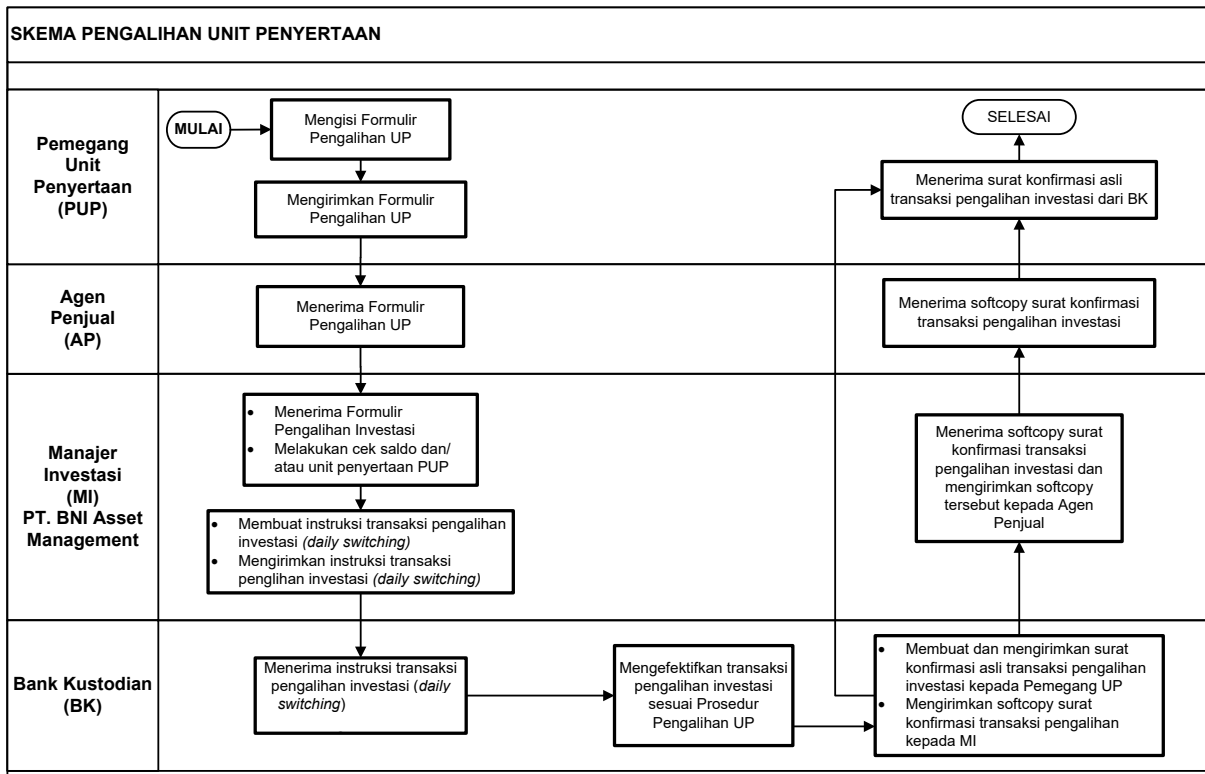 SKEMA PENGALIHAN UNIT PENYERTAAN
Pemegang
Unit
Penyertaan
(PUP)
MULAI
Mengisi Formulir
Pengalihan UP
Mengirimkan Formulir
Pengalihan UP
SELESAI
Menerima surat konfirmasi asli
transaksi pengalihan investasi dari BK
Agen
Penjual
(AP)
Menerima Formulir
Pengalihan UP
Menerima softcopy surat konfirmasi
transaksi pengalihan investasi
Manajer
Investasi
(MI)
PT. BNI Asset
Management
• Menerima Formulir
Pengalihan Investasi
• Melakukan cek saldo dan/
atau unit penyertaan PUP
• Membuat instruksi transaksi pengalihan
investasi (daily switching)
• Mengirimkan instruksi transaksi
penglihan investasi (daily switching)
Menerima softcopy surat
konfirmasi transaksi
pengalihan investasi dan
mengirimkan softcopy
tersebut kepada Agen
Penjual
Bank Kustodian
(BK)
Menerima instruksi transaksi
pengalihan investasi (daily
switching)
Mengefektifkan transaksi
pengalihan investasi
sesuai Prosedur
Pengalihan UP
• Membuat dan mengirimkan surat
konfirmasi asli transaksi pengalihan
investasi kepada Pemegang UP
• Mengirimkan softcopy surat
konfirmasi transaksi pengalihan
kepada MI